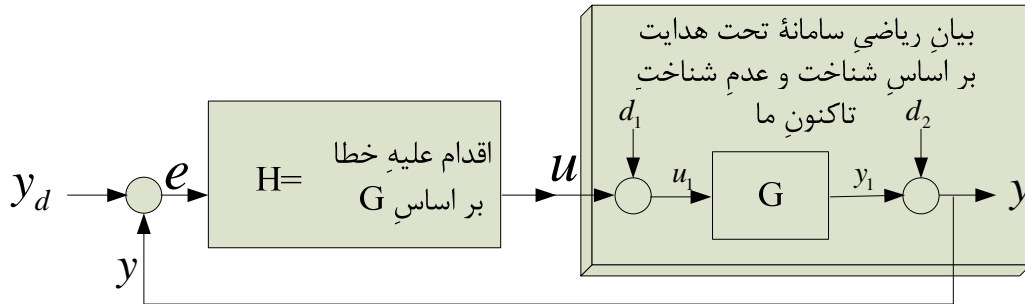 بیانِ ریاضیِ سامانهٔ تحت هدایت
بر اساسِ شناخت و عدمِ شناختِ
تاکنونِ ما
d₁
d₂
اقدام علیهِ خطا
H=
بر اساسِ G
y_d
e
u
u₁
G
y₁
y
y